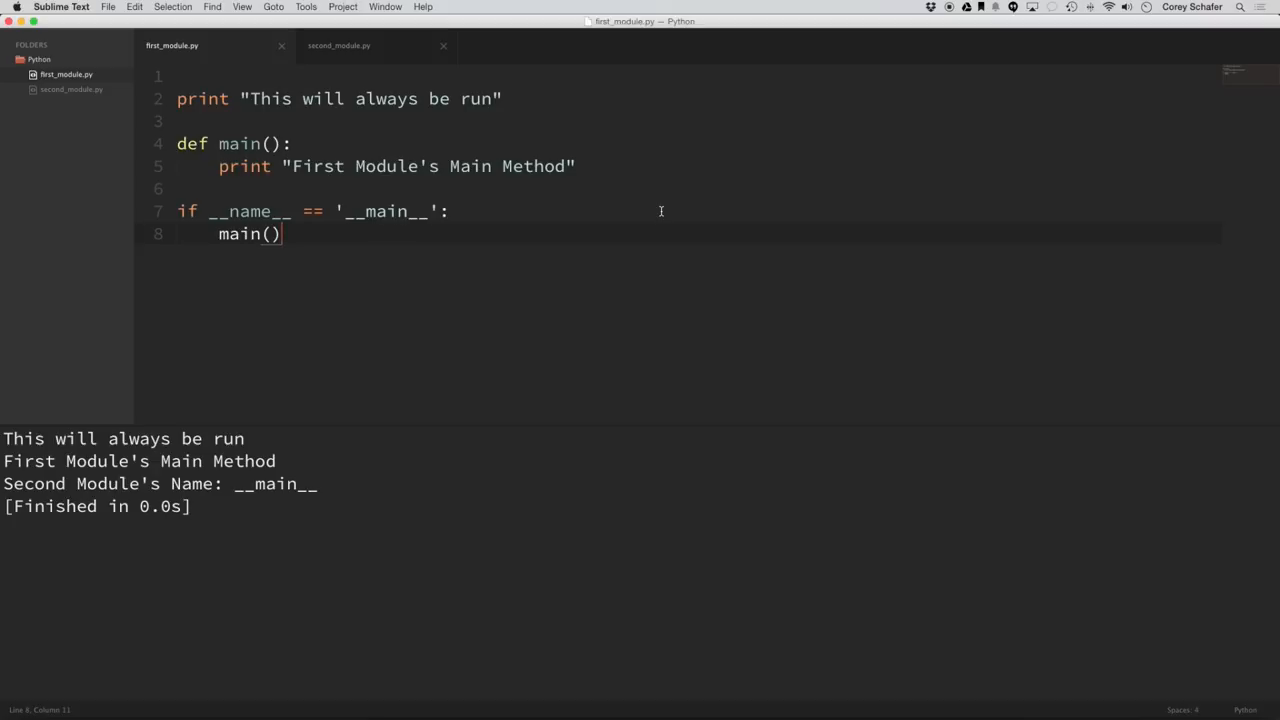 Sublime Text File Edit Selection Find View Goto Tools Project Window Help Corey Schafer
first_module.py — Python
FOLDERS
Python
first_module.py
second_module.py
first_module.py second_module.py
1
2 print "This will always be run"
3
4 def main():
5 print "First Module's Main Method"
6
7 if __name__ == '__main__':
8 main()
This will always be run
First Module's Main Method
Second Module's Name: __main__
[Finished in 0.0s]
Line 8, Column 11 Spaces: 4 Python